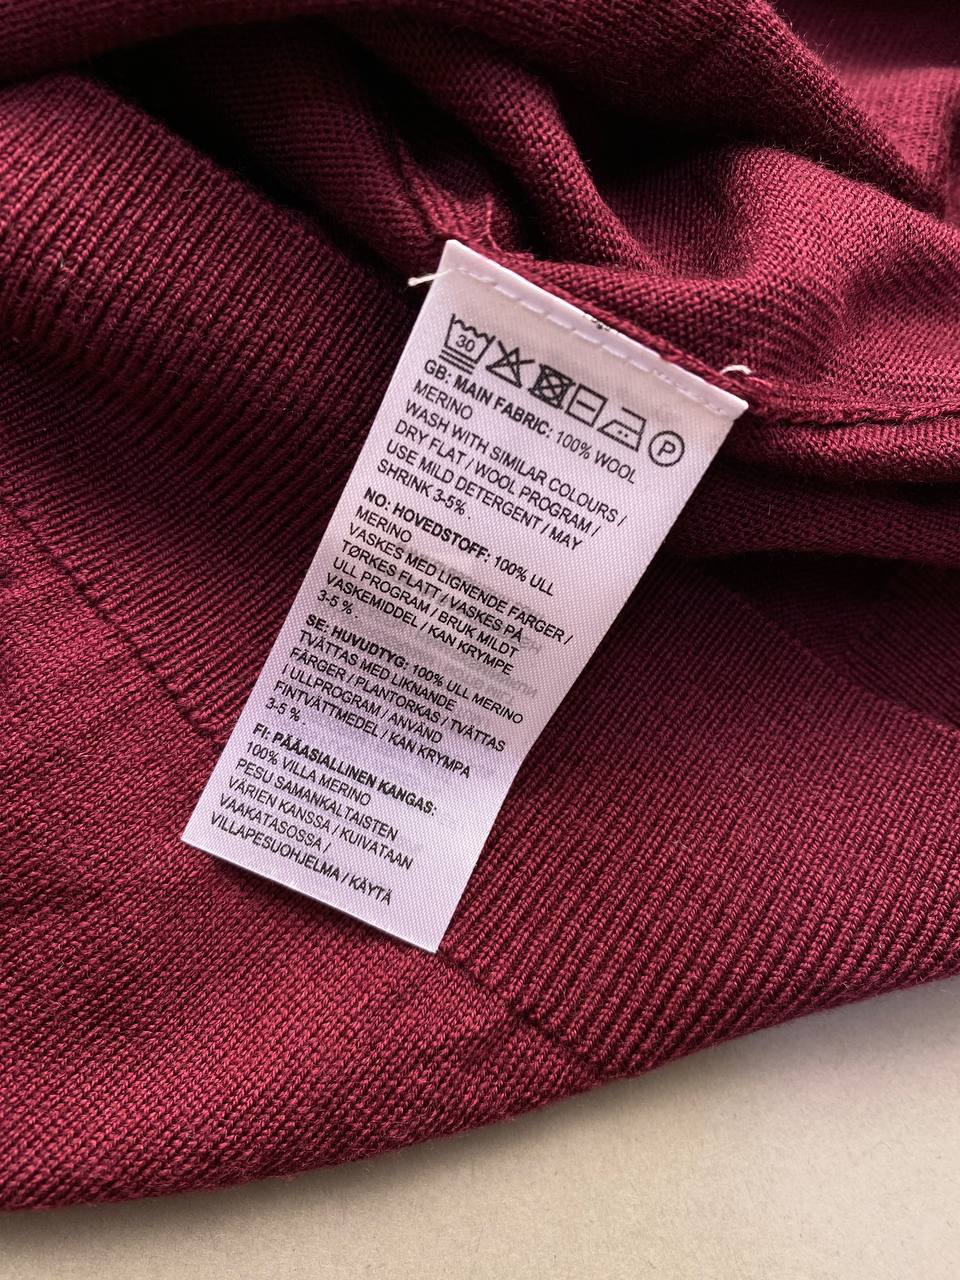 30
P
GB: MAIN FABRIC: 100% WOOL
MERINO
WASH WITH SIMILAR COLOURS /
DRY FLAT / WOOL PROGRAM /
USE MILD DETERGENT / MAY
SHRINK 3-5% .
NO: HOVEDSTOFF: 100% ULL
MERINO
VASKES MED LIGNENDE FARGER /
TØRKES FLATT / VASKES PÅ
ULL PROGRAM / BRUK MILDT
VASKEMIDDEL / KAN KRYMPE
3-5 % .
SE: HUVUDTYG: 100% ULL MERINO
TVÄTTAS MED LIKNANDE
FÄRGER / PLANTORKAS / TVÄTTAS
I ULLPROGRAM / ANVÄND
FINTVÄTTMEDEL / KAN KRYMPA
3-5 % .
FI: PÄÄASIALLINEN KANGAS:
100% VILLA MERINO
PESU SAMANKALTAISTEN
VÄRIEN KANSSA / KUIVATAAN
VAAKATASOSSA /
VILLAPESUOHJELMA / KÄYTÄ